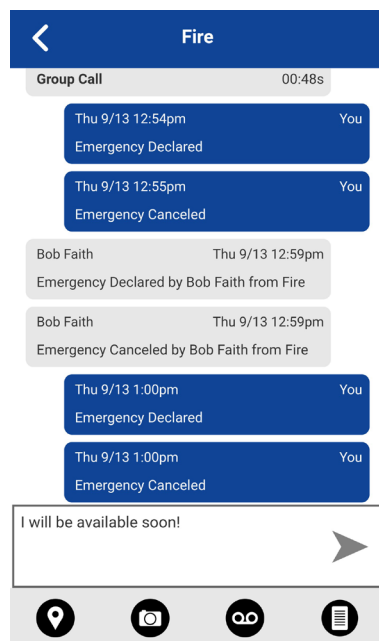 Fire
Group Call 00:48s
Thu 9/13 12:54pm You
Emergency Declared
Thu 9/13 12:55pm You
Emergency Canceled
Bob Faith Thu 9/13 12:59pm
Emergency Declared by Bob Faith from Fire
Bob Faith Thu 9/13 12:59pm
Emergency Canceled by Bob Faith from Fire
Thu 9/13 1:00pm You
Emergency Declared
Thu 9/13 1:00pm You
Emergency Canceled
I will be available soon!